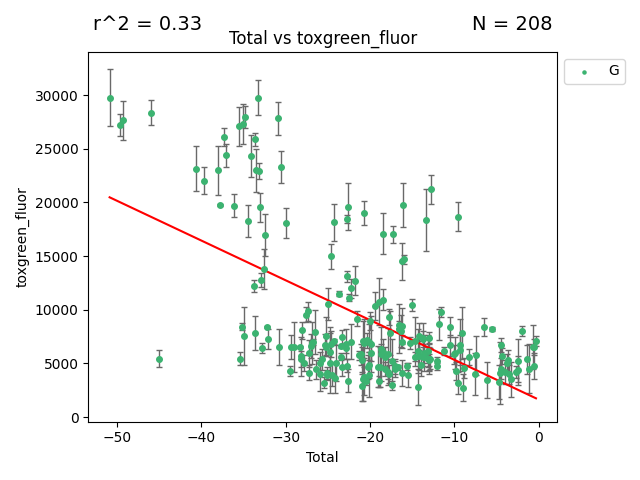 r^2 = 0.33
N = 208
Total vs toxgreen_fluor
G
30000
25000
20000
15000
10000
5000
0
toxgreen_fluor
−50
−40
−30
−20
−10
0
Total